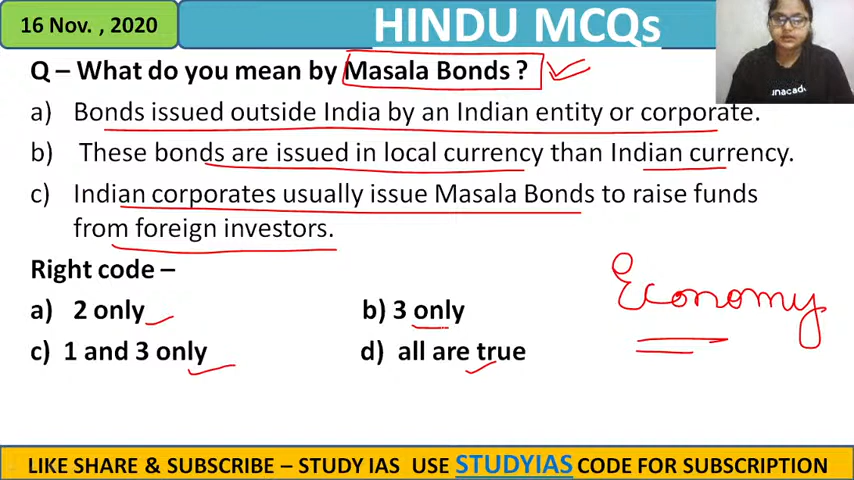 16 Nov. , 2020
HINDU MCQs
Q – What do you mean by Masala Bonds ?
unacad
a) Bonds issued outside India by an Indian entity or corporate.
b) These bonds are issued in local currency than Indian currency.
c) Indian corporates usually issue Masala Bonds to raise funds
from foreign investors.
Right code –
a) 2 only b) 3 only
c) 1 and 3 only d) all are true
Economy
LIKE SHARE & SUBSCRIBE – STUDY IAS USE STUDYIAS CODE FOR SUBSCRIPTION